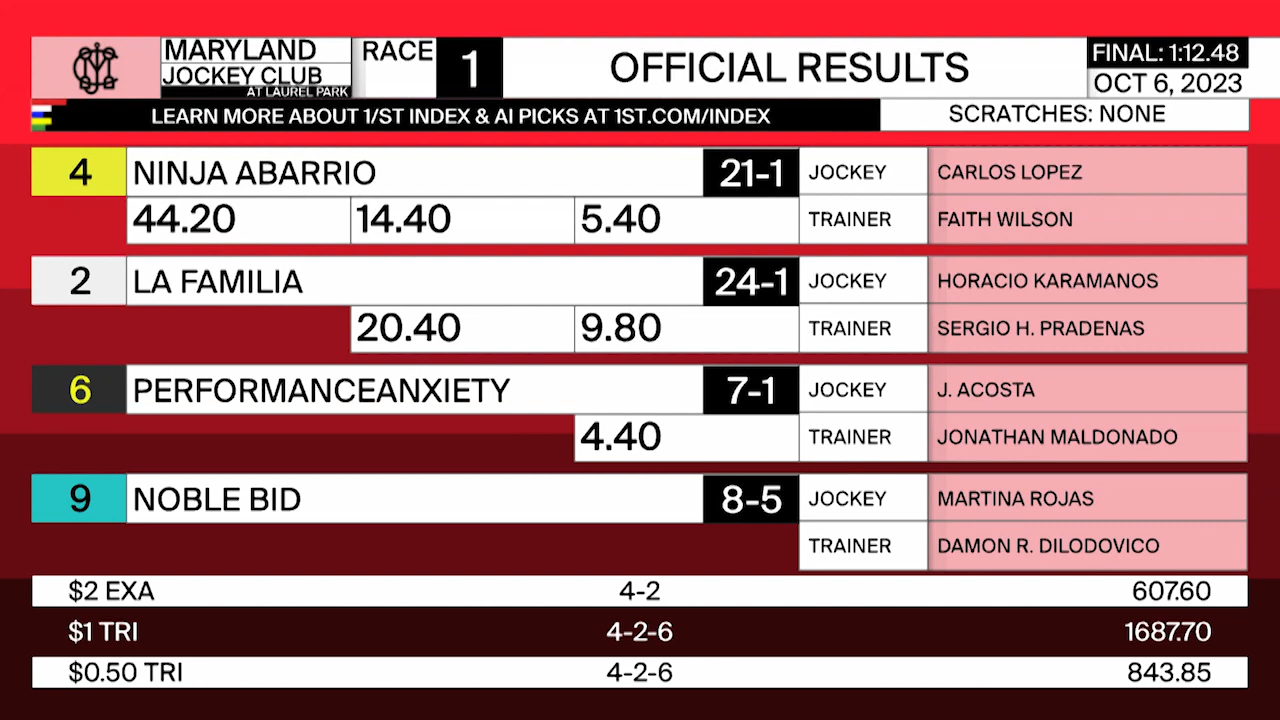 MARYLAND
JOCKEY CLUB
AT LAUREL PARK
RACE 1
OFFICIAL RESULTS
FINAL: 1:12.48
OCT 6, 2023
LEARN MORE ABOUT 1/ST INDEX & AI PICKS AT 1ST.COM/INDEX
SCRATCHES: NONE
4 NINJA ABARRIO 21-1 JOCKEY CARLOS LOPEZ
44.20 14.40 5.40 TRAINER FAITH WILSON
2 LA FAMILIA 24-1 JOCKEY HORACIO KARAMANOS
20.40 9.80 TRAINER SERGIO H. PRADENAS
6 PERFORMANCEANXIETY 7-1 JOCKEY J. ACOSTA
4.40 TRAINER JONATHAN MALDONADO
9 NOBLE BID 8-5 JOCKEY MARTINA ROJAS
TRAINER DAMON R. DILODOVICO
$2 EXA 4-2 607.60
$1 TRI 4-2-6 1687.70
$0.50 TRI 4-2-6 843.85